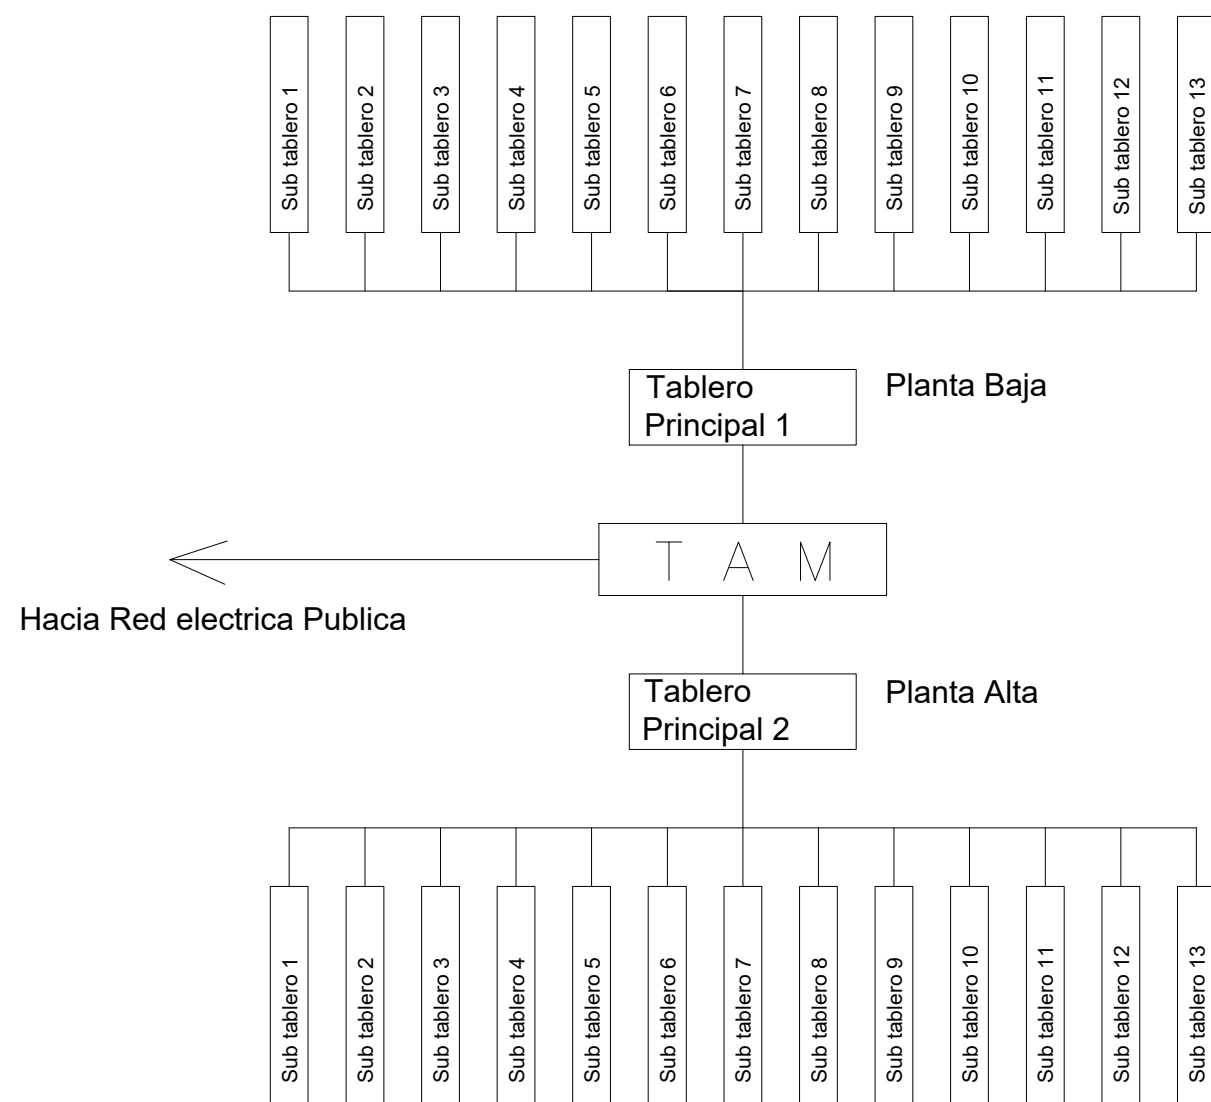 Sub tablero 1
Sub tablero 2
Sub tablero 3
Sub tablero 4
Sub tablero 5
Sub tablero 6
Sub tablero 7
Sub tablero 8
Sub tablero 9
Sub tablero 10
Sub tablero 11
Sub tablero 12
Sub tablero 13
Tablero
Principal 1
Planta Baja
T A M
Hacia Red electrica Publica
Tablero
Principal 2
Planta Alta
Sub tablero 1
Sub tablero 2
Sub tablero 3
Sub tablero 4
Sub tablero 5
Sub tablero 6
Sub tablero 7
Sub tablero 8
Sub tablero 9
Sub tablero 10
Sub tablero 11
Sub tablero 12
Sub tablero 13